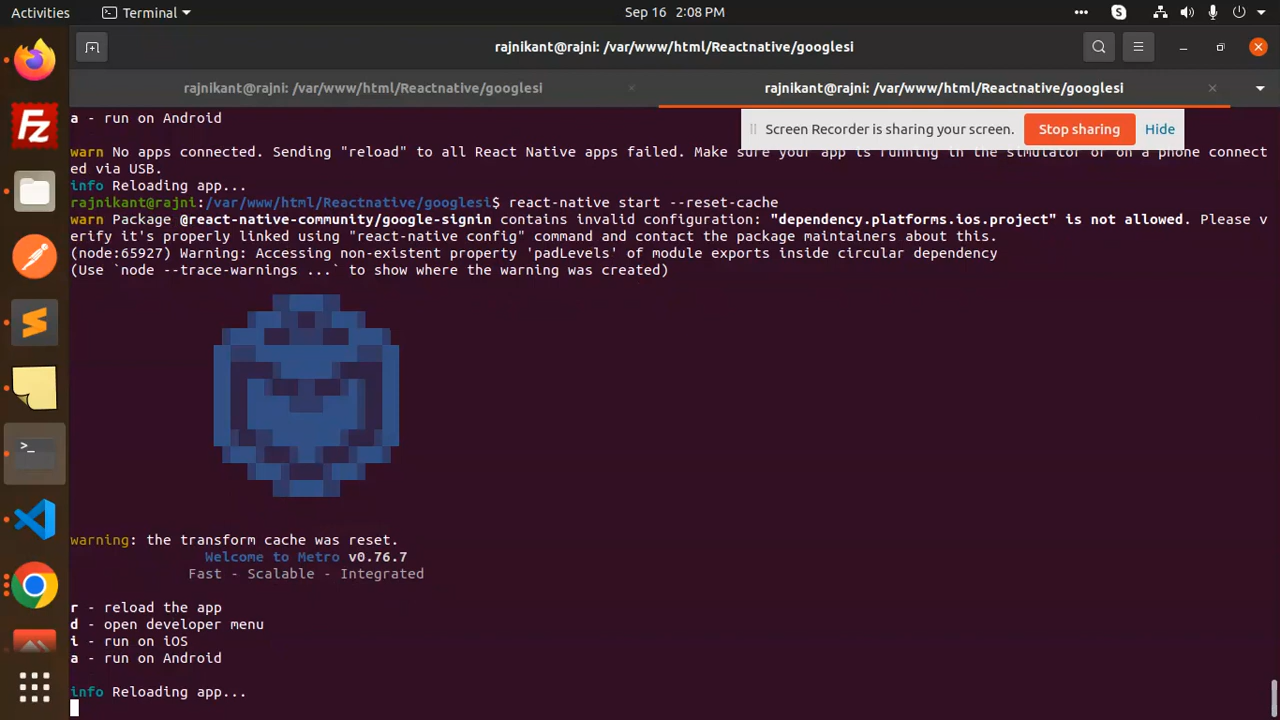 Activities
Terminal
Sep 16 2:08 PM
rajnikant@rajni: /var/www/html/Reactnative/googlesi
rajnikant@rajni: /var/www/html/Reactnative/googlesi
rajnikant@rajni: /var/www/html/Reactnative/googlesi
a - run on Android
Screen Recorder is sharing your screen.
Stop sharing
Hide
warn No apps connected. Sending "reload" to all React Native apps failed. Make sure your app is running in the simulator or on a phone connect
ed via USB.
info Reloading app...
rajnikant@rajni:/var/www/html/Reactnative/googlesi$ react-native start --reset-cache
warn Package @react-native-community/google-signin contains invalid configuration: "dependency.platforms.ios.project" is not allowed. Please v
erify it's properly linked using "react-native config" command and contact the package maintainers about this.
(node:65927) Warning: Accessing non-existent property 'padLevels' of module exports inside circular dependency
(Use `node --trace-warnings ...` to show where the warning was created)
warning: the transform cache was reset.
Welcome to Metro v0.76.7
Fast - Scalable - Integrated
r - reload the app
d - open developer menu
i - run on iOS
a - run on Android
info Reloading app...